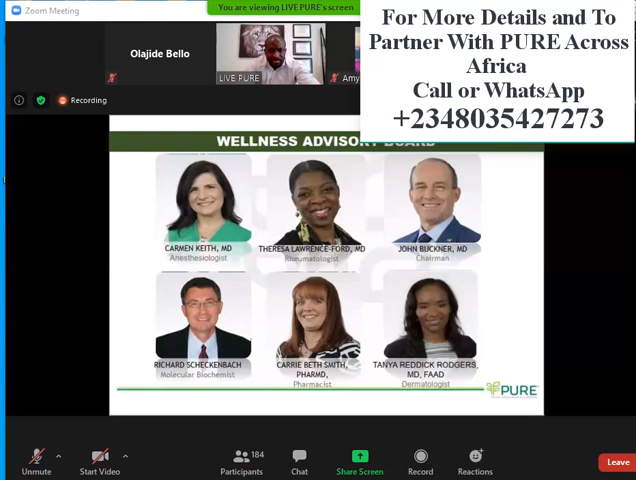 Zoom Meeting
You are viewing LIVE PURE's screen
For More Details and To
Partner With PURE Across
Africa
Call or WhatsApp
+2348035427273
Olajide Bello
LIVE PURE
Amy
Recording
WELLNESS ADVISORY BOARD
CARMEN KEITH, MD
Anesthesiologist
THERESA LAWRENCE-FORD, MD
Rheumatologist
JOHN BUCKNER, MD
Chairman
RICHARD SCHECKENBACH
Molecular Biochemist
CARRIE BETH SMITH,
PHARMD,
Pharmacist
TANYA REDDICK RODGERS,
MD, FAAD
Dermatologist
PURE
Unmute
Start Video
184
Participants
Chat
Share Screen
Record
Reactions
Leave